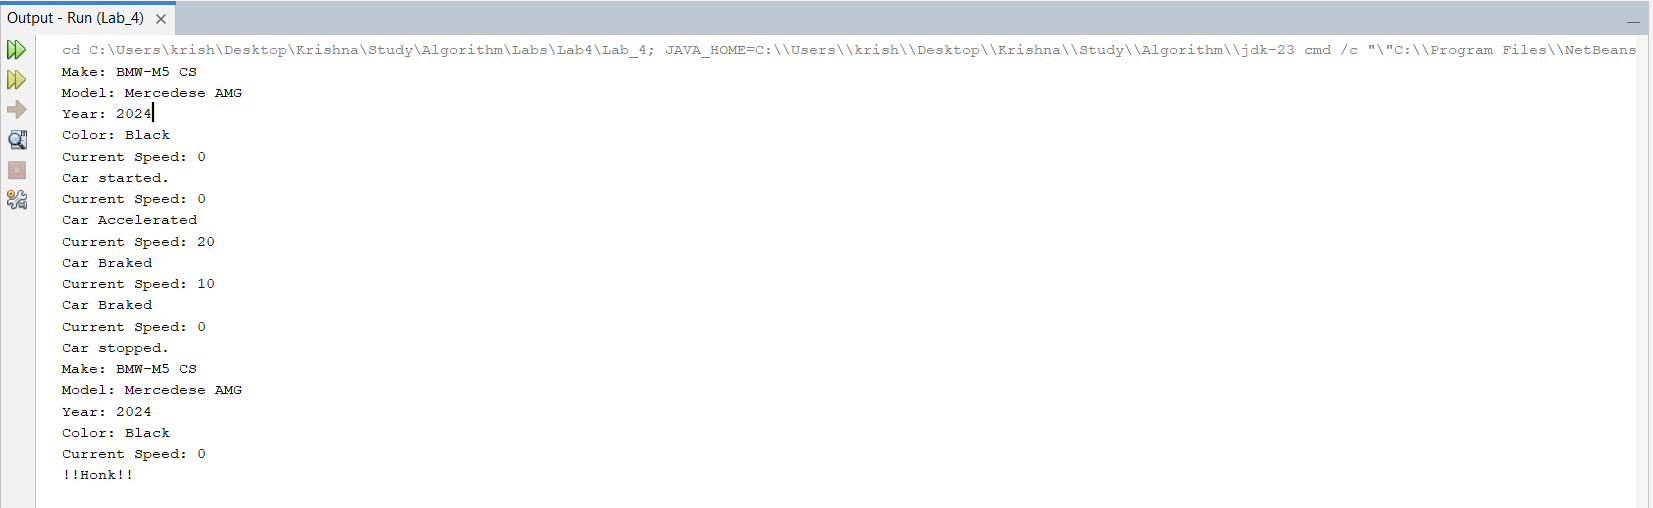 Output - Run (Lab_4)
cd C:\Users\krish\Desktop\Krishna\Study\Algorithm\Labs\Lab4\Lab_4; JAVA_HOME=C:\\Users\\krish\\Desktop\\Krishna\\Study\\Algorithm\\jdk-23 cmd /c "\"C:\\Program Files\\NetBeans
Make: BMW-M5 CS
Model: Mercedese AMG
Year: 2024
Color: Black
Current Speed: 0
Car started.
Current Speed: 0
Car Accelerated
Current Speed: 20
Car Braked
Current Speed: 10
Car Braked
Current Speed: 0
Car stopped.
Make: BMW-M5 CS
Model: Mercedese AMG
Year: 2024
Color: Black
Current Speed: 0
!!Honk!!